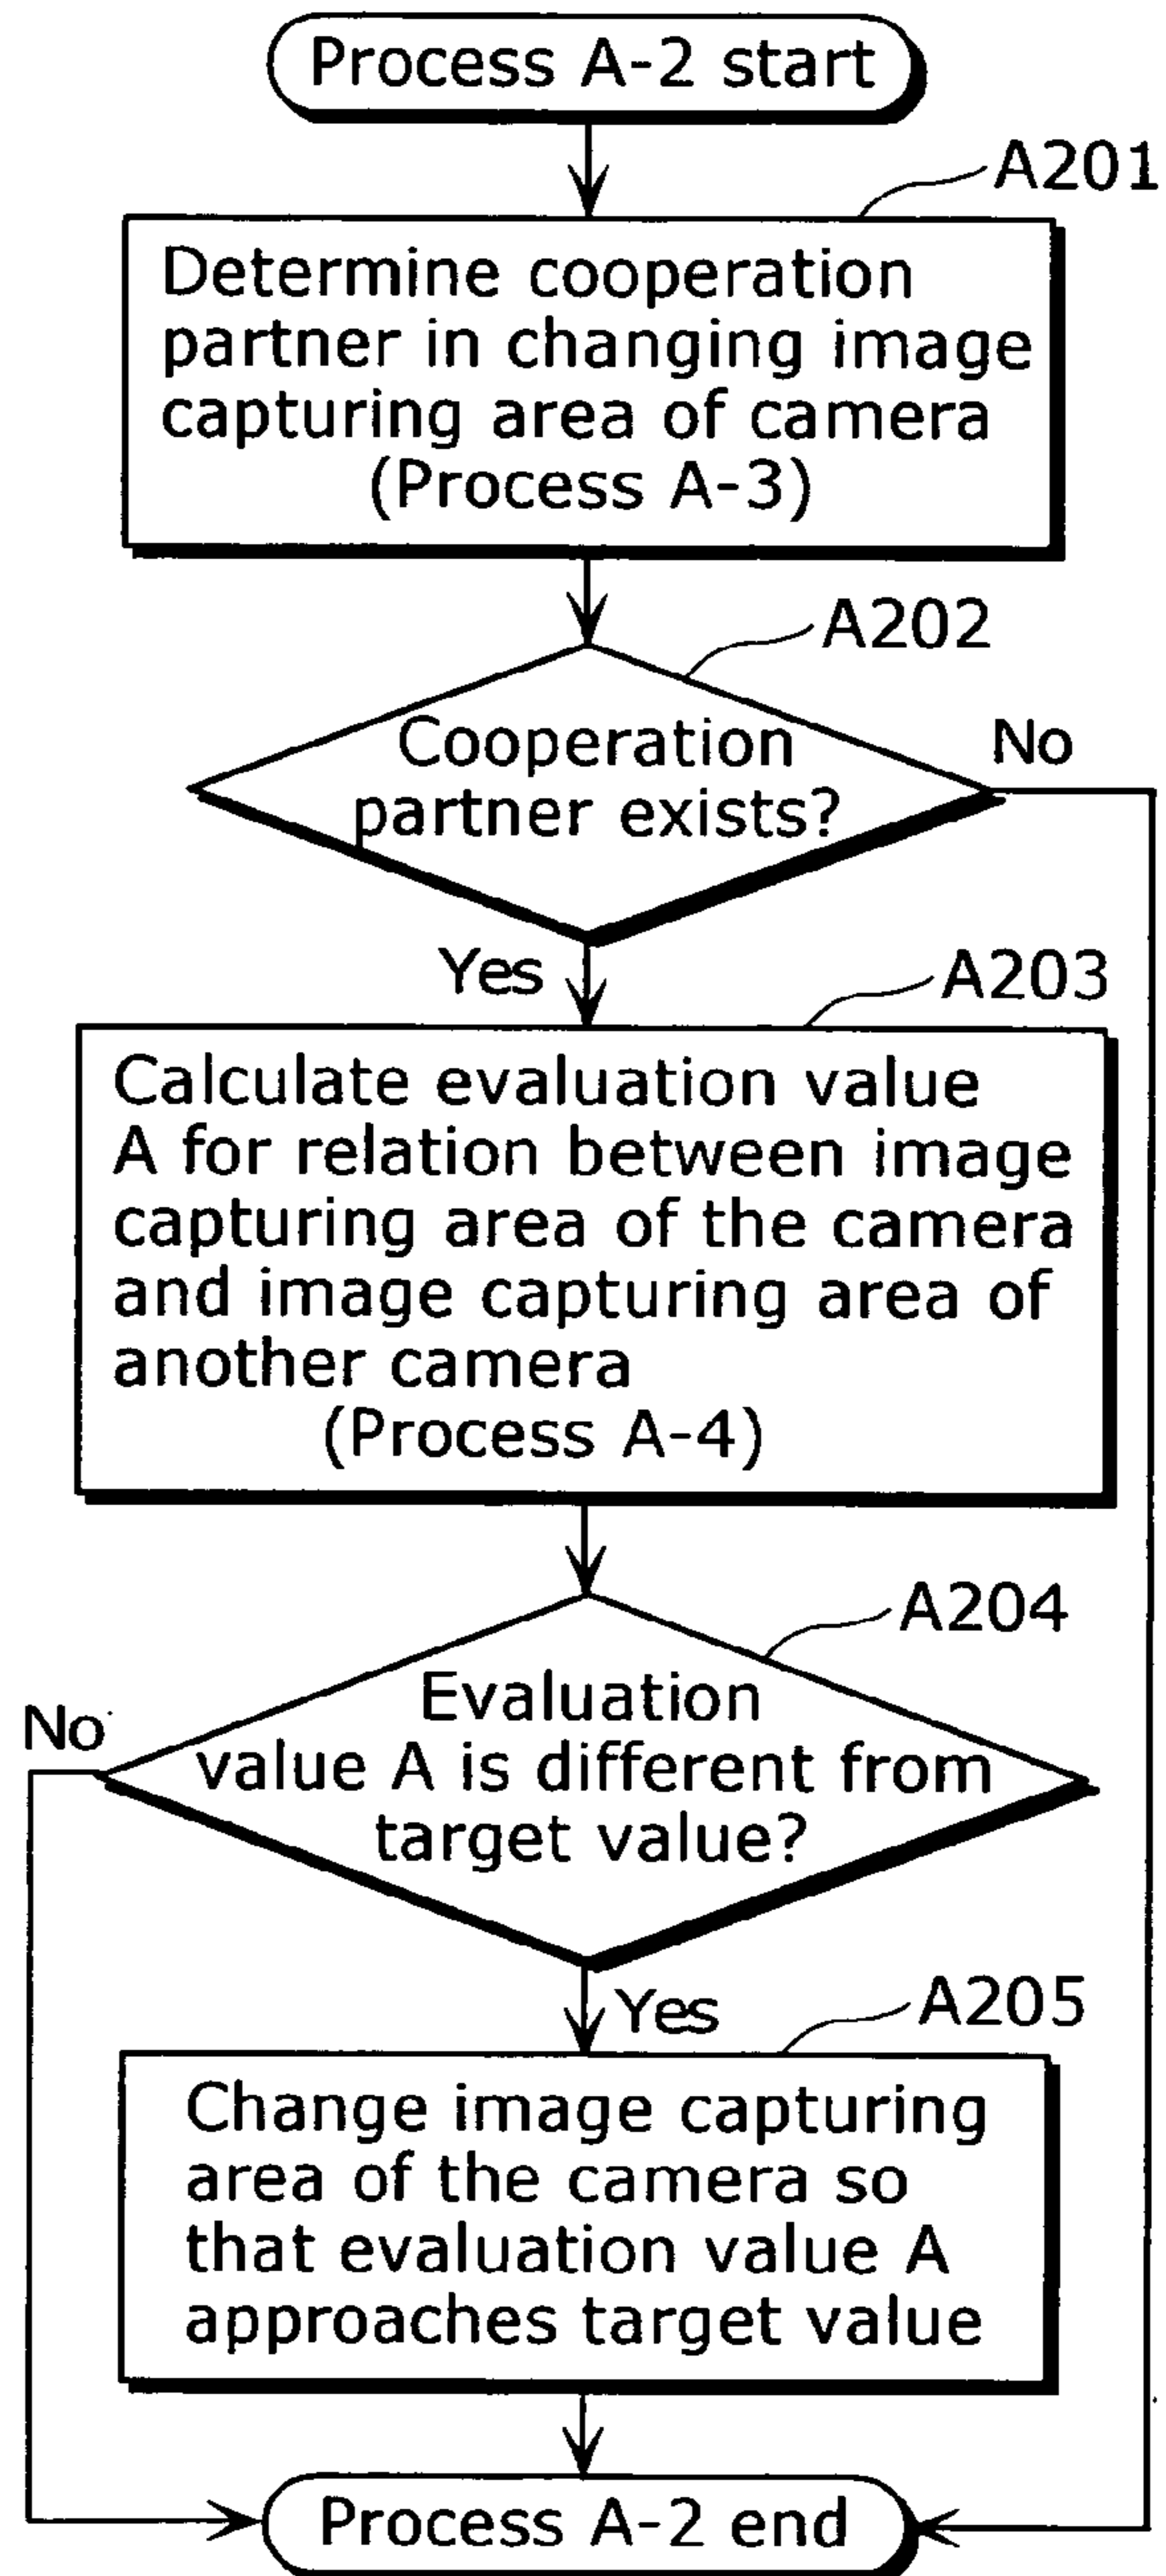 Process A-2 start
A201
Determine cooperation
partner in changing image
capturing area of camera
(Process A-3)
A202
Cooperation
partner exists?
No
Yes
A203
Calculate evaluation value
A for relation between image
capturing area of the camera
and image capturing area of
another camera
(Process A-4)
A204
Evaluation
value A is different from
target value?
No
Yes
A205
Change image capturing
area of the camera so
that evaluation value A
approaches target value
Process A-2 end